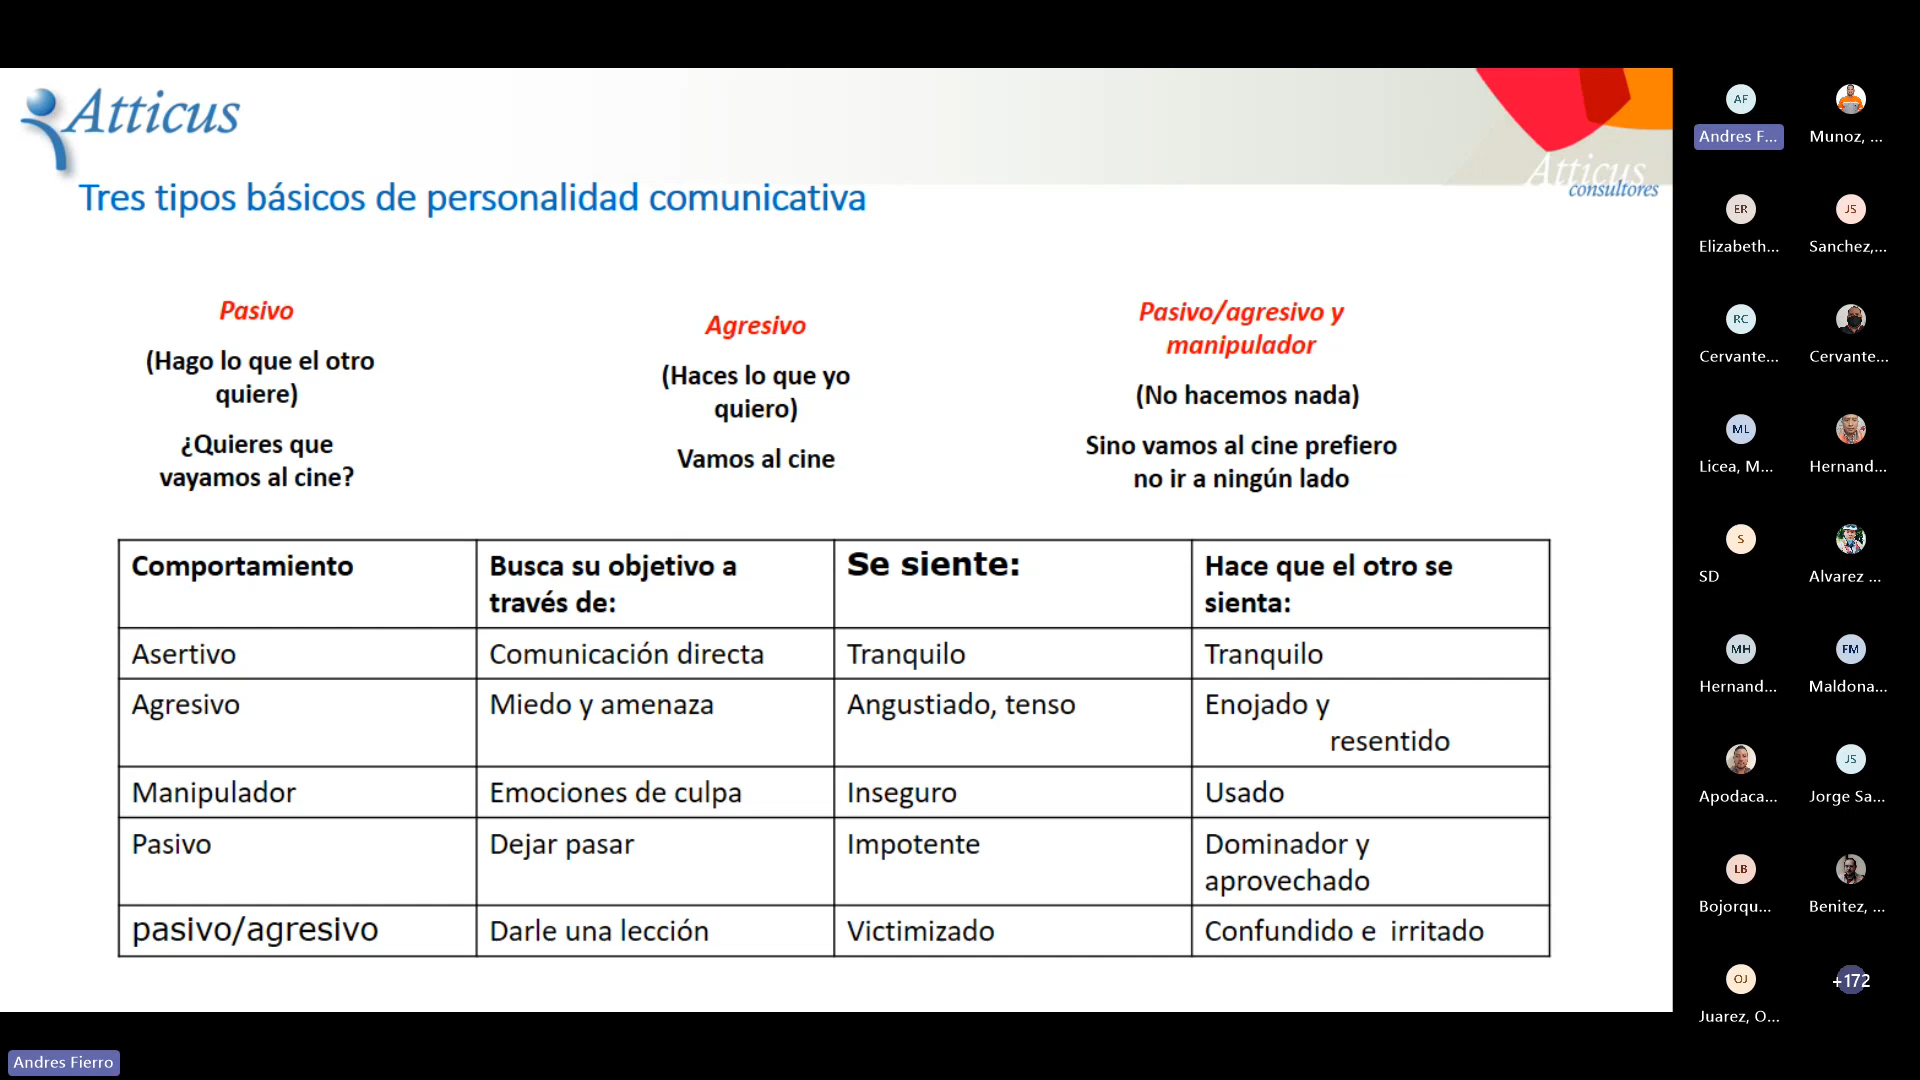 Atticus
Atticus
consultores
Tres tipos básicos de personalidad comunicativa
Pasivo
(Hago lo que el otro
quiere)
¿Quieres que
vayamos al cine?
Agresivo
(Haces lo que yo
quiero)
Vamos al cine
Pasivo/agresivo y
manipulador
(No hacemos nada)
Sino vamos al cine prefiero
no ir a ningún lado
Comportamiento
Busca su objetivo a
través de:
Se siente:
Hace que el otro se
sienta:
Asertivo
Comunicación directa
Tranquilo
Tranquilo
Agresivo
Miedo y amenaza
Angustiado, tenso
Enojado y
resentido
Manipulador
Emociones de culpa
Inseguro
Usado
Pasivo
Dejar pasar
Impotente
Dominador y
aprovechado
pasivo/agresivo
Darle una lección
Victimizado
Confundido e irritado
AF
Andres F...
Munoz, ...
ER
Elizabeth...
JS
Sanchez,...
RC
Cervante...
Cervante...
ML
Licea, M...
Hernand...
S
SD
Alvarez ...
MH
Hernand...
FM
Maldona...
Apodaca...
JS
Jorge Sa...
LB
Bojorqu...
Benitez, ...
OJ
Juarez, O...
+172
Andres Fierro